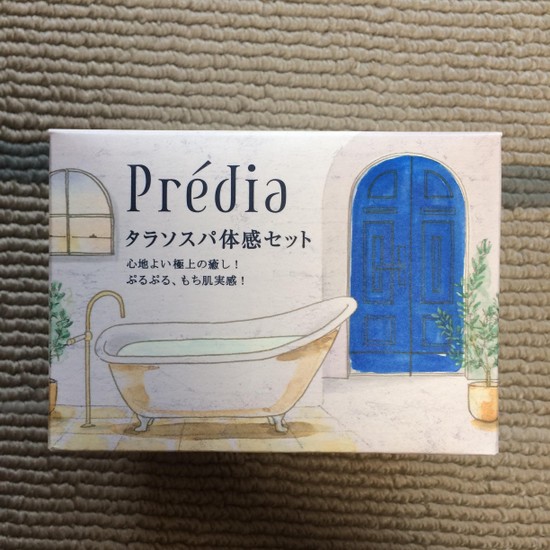 Prédia
タラソスパ体感セット
心地よい極上の癒し！
ぷるぷる、もち肌実感！